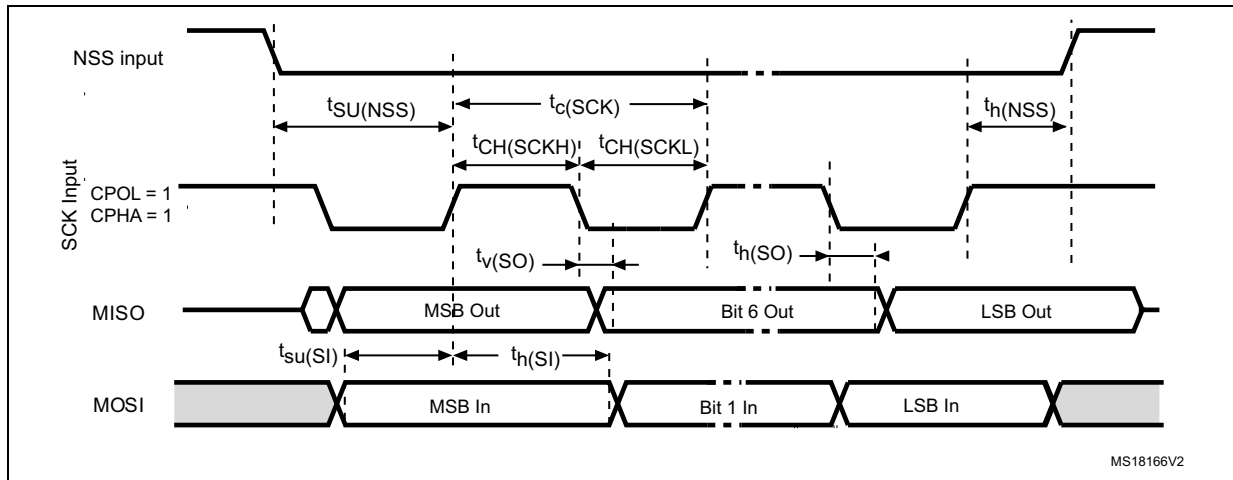 NSS input
tSU(NSS)
tc(SCK)
th(NSS)
tCH(SCKH)
tCH(SCKL)
SCK Input
CPOL = 1
CPHA = 1
tv(SO)
th(SO)
MISO
MSB Out
Bit 6 Out
LSB Out
tsu(SI)
th(SI)
MOSI
MSB In
Bit 1 In
LSB In
MS18166V2